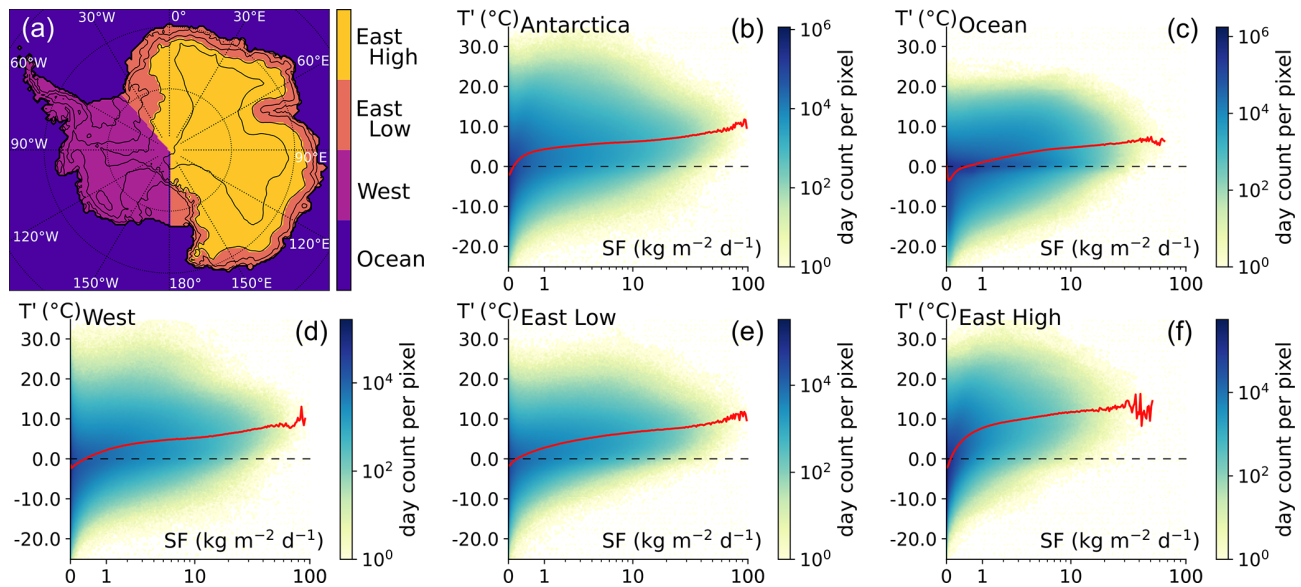 (a)
0°
30°E
60°E
90°E
120°E
150°E
180°
150°W
120°W
90°W
60°W
30°W
East
High
East
Low
West
Ocean
T' (°C)
Antarctica
(b)
30.0
20.0
10.0
0.0
-10.0
-20.0
SF (kg m⁻² d⁻¹)
0 1 10 100
10⁶
10⁴
10²
10⁰
day count per pixel
T' (°C)
Ocean
(c)
30.0
20.0
10.0
0.0
-10.0
-20.0
SF (kg m⁻² d⁻¹)
0 1 10 100
10⁶
10⁴
10²
10⁰
day count per pixel
T' (°C)
West
(d)
30.0
20.0
10.0
0.0
-10.0
-20.0
SF (kg m⁻² d⁻¹)
0 1 10 100
10⁴
10²
10⁰
day count per pixel
T' (°C)
East Low
(e)
30.0
20.0
10.0
0.0
-10.0
-20.0
SF (kg m⁻² d⁻¹)
0 1 10 100
10⁴
10²
10⁰
day count per pixel
T' (°C)
East High
(f)
30.0
20.0
10.0
0.0
-10.0
-20.0
SF (kg m⁻² d⁻¹)
0 1 10 100
10⁴
10²
10⁰
day count per pixel